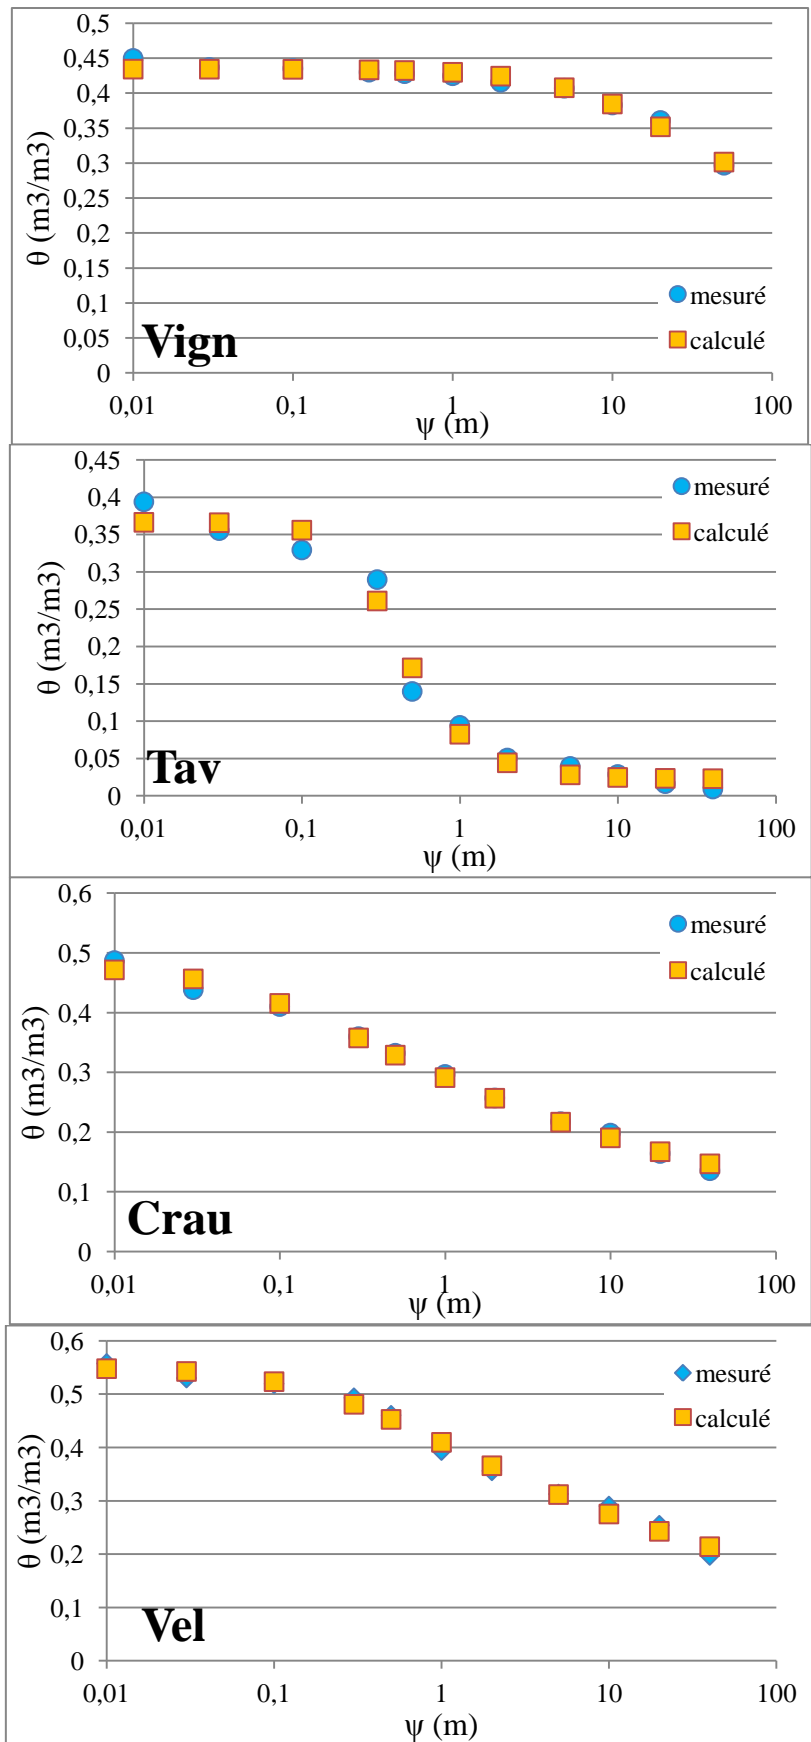 0,5
0,45
0,4
0,35
0,3
0,25
0,2
0,15
0,1
0,05
0
θ (m3/m3)
mesuré
calculé
Vign
0,01 0,1 1 10 100
ψ (m)
0,45
0,4
0,35
0,3
0,25
0,2
0,15
0,1
0,05
0
θ (m3/m3)
mesuré
calculé
Tav
0,01 0,1 1 10 100
ψ (m)
0,6
0,5
0,4
0,3
0,2
0,1
0
θ (m3/m3)
mesuré
calculé
Crau
0,01 0,1 1 10 100
ψ (m)
0,6
0,5
0,4
0,3
0,2
0,1
0
θ (m3/m3)
mesuré
calculé
Vel
0,01 0,1 1 10 100
ψ (m)